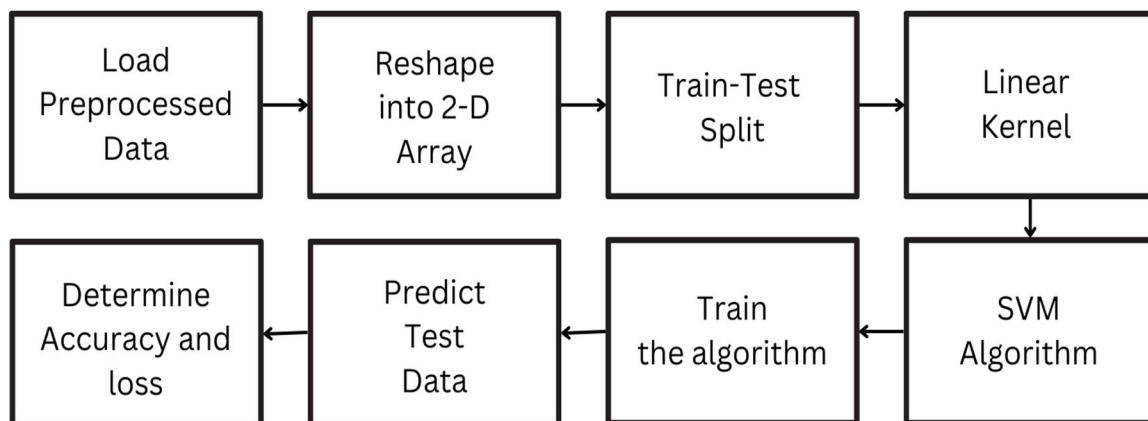 Load
Preprocessed
Data
Reshape
into 2-D
Array
Train-Test
Split
Linear
Kernel
SVM
Algorithm
Train
the algorithm
Predict
Test
Data
Determine
Accuracy and
loss